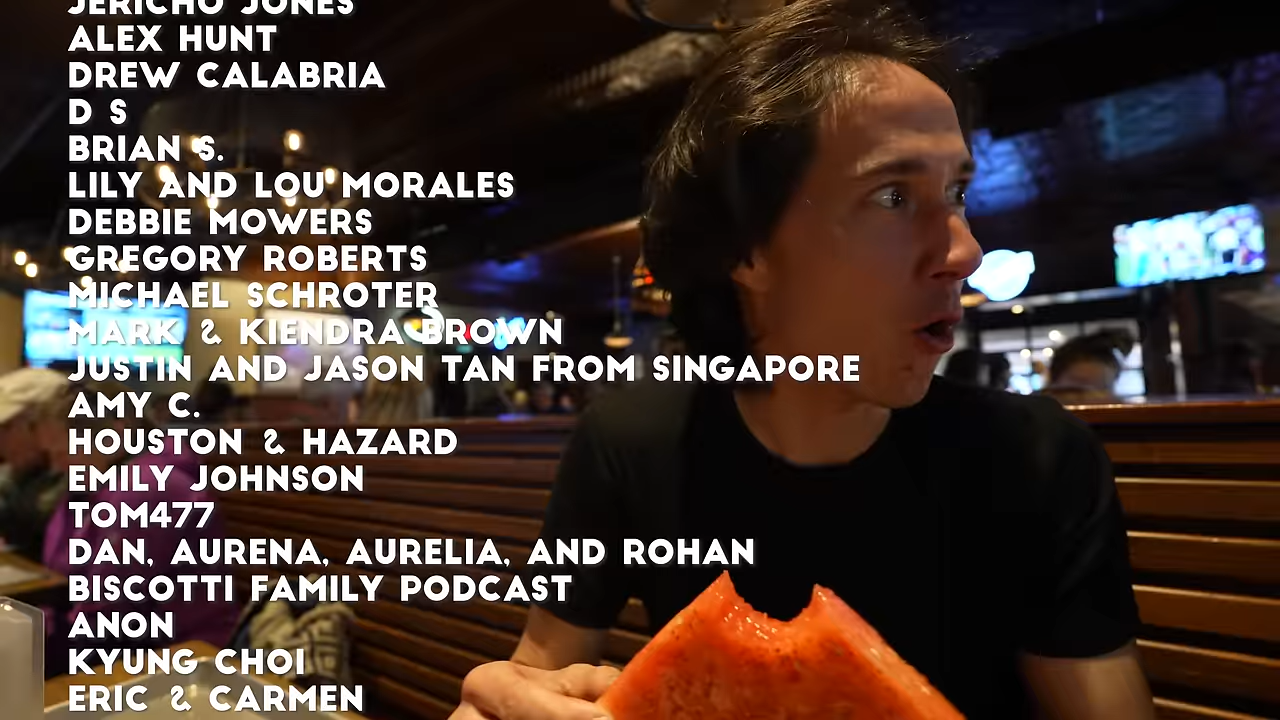 JERICHO JONES
ALEX HUNT
DREW CALABRIA
D S
BRIAN S.
LILY AND LOU MORALES
DEBBIE MOWERS
GREGORY ROBERTS
MICHAEL SCHROTER
MARK & KIENDRA BROWN
JUSTIN AND JASON TAN FROM SINGAPORE
AMY C.
HOUSTON & HAZARD
EMILY JOHNSON
TOM477
DAN, AURENA, AURELIA, AND ROHAN
BISCOTTI FAMILY PODCAST
ANON
KYUNG CHOI
ERIC & CARMEN